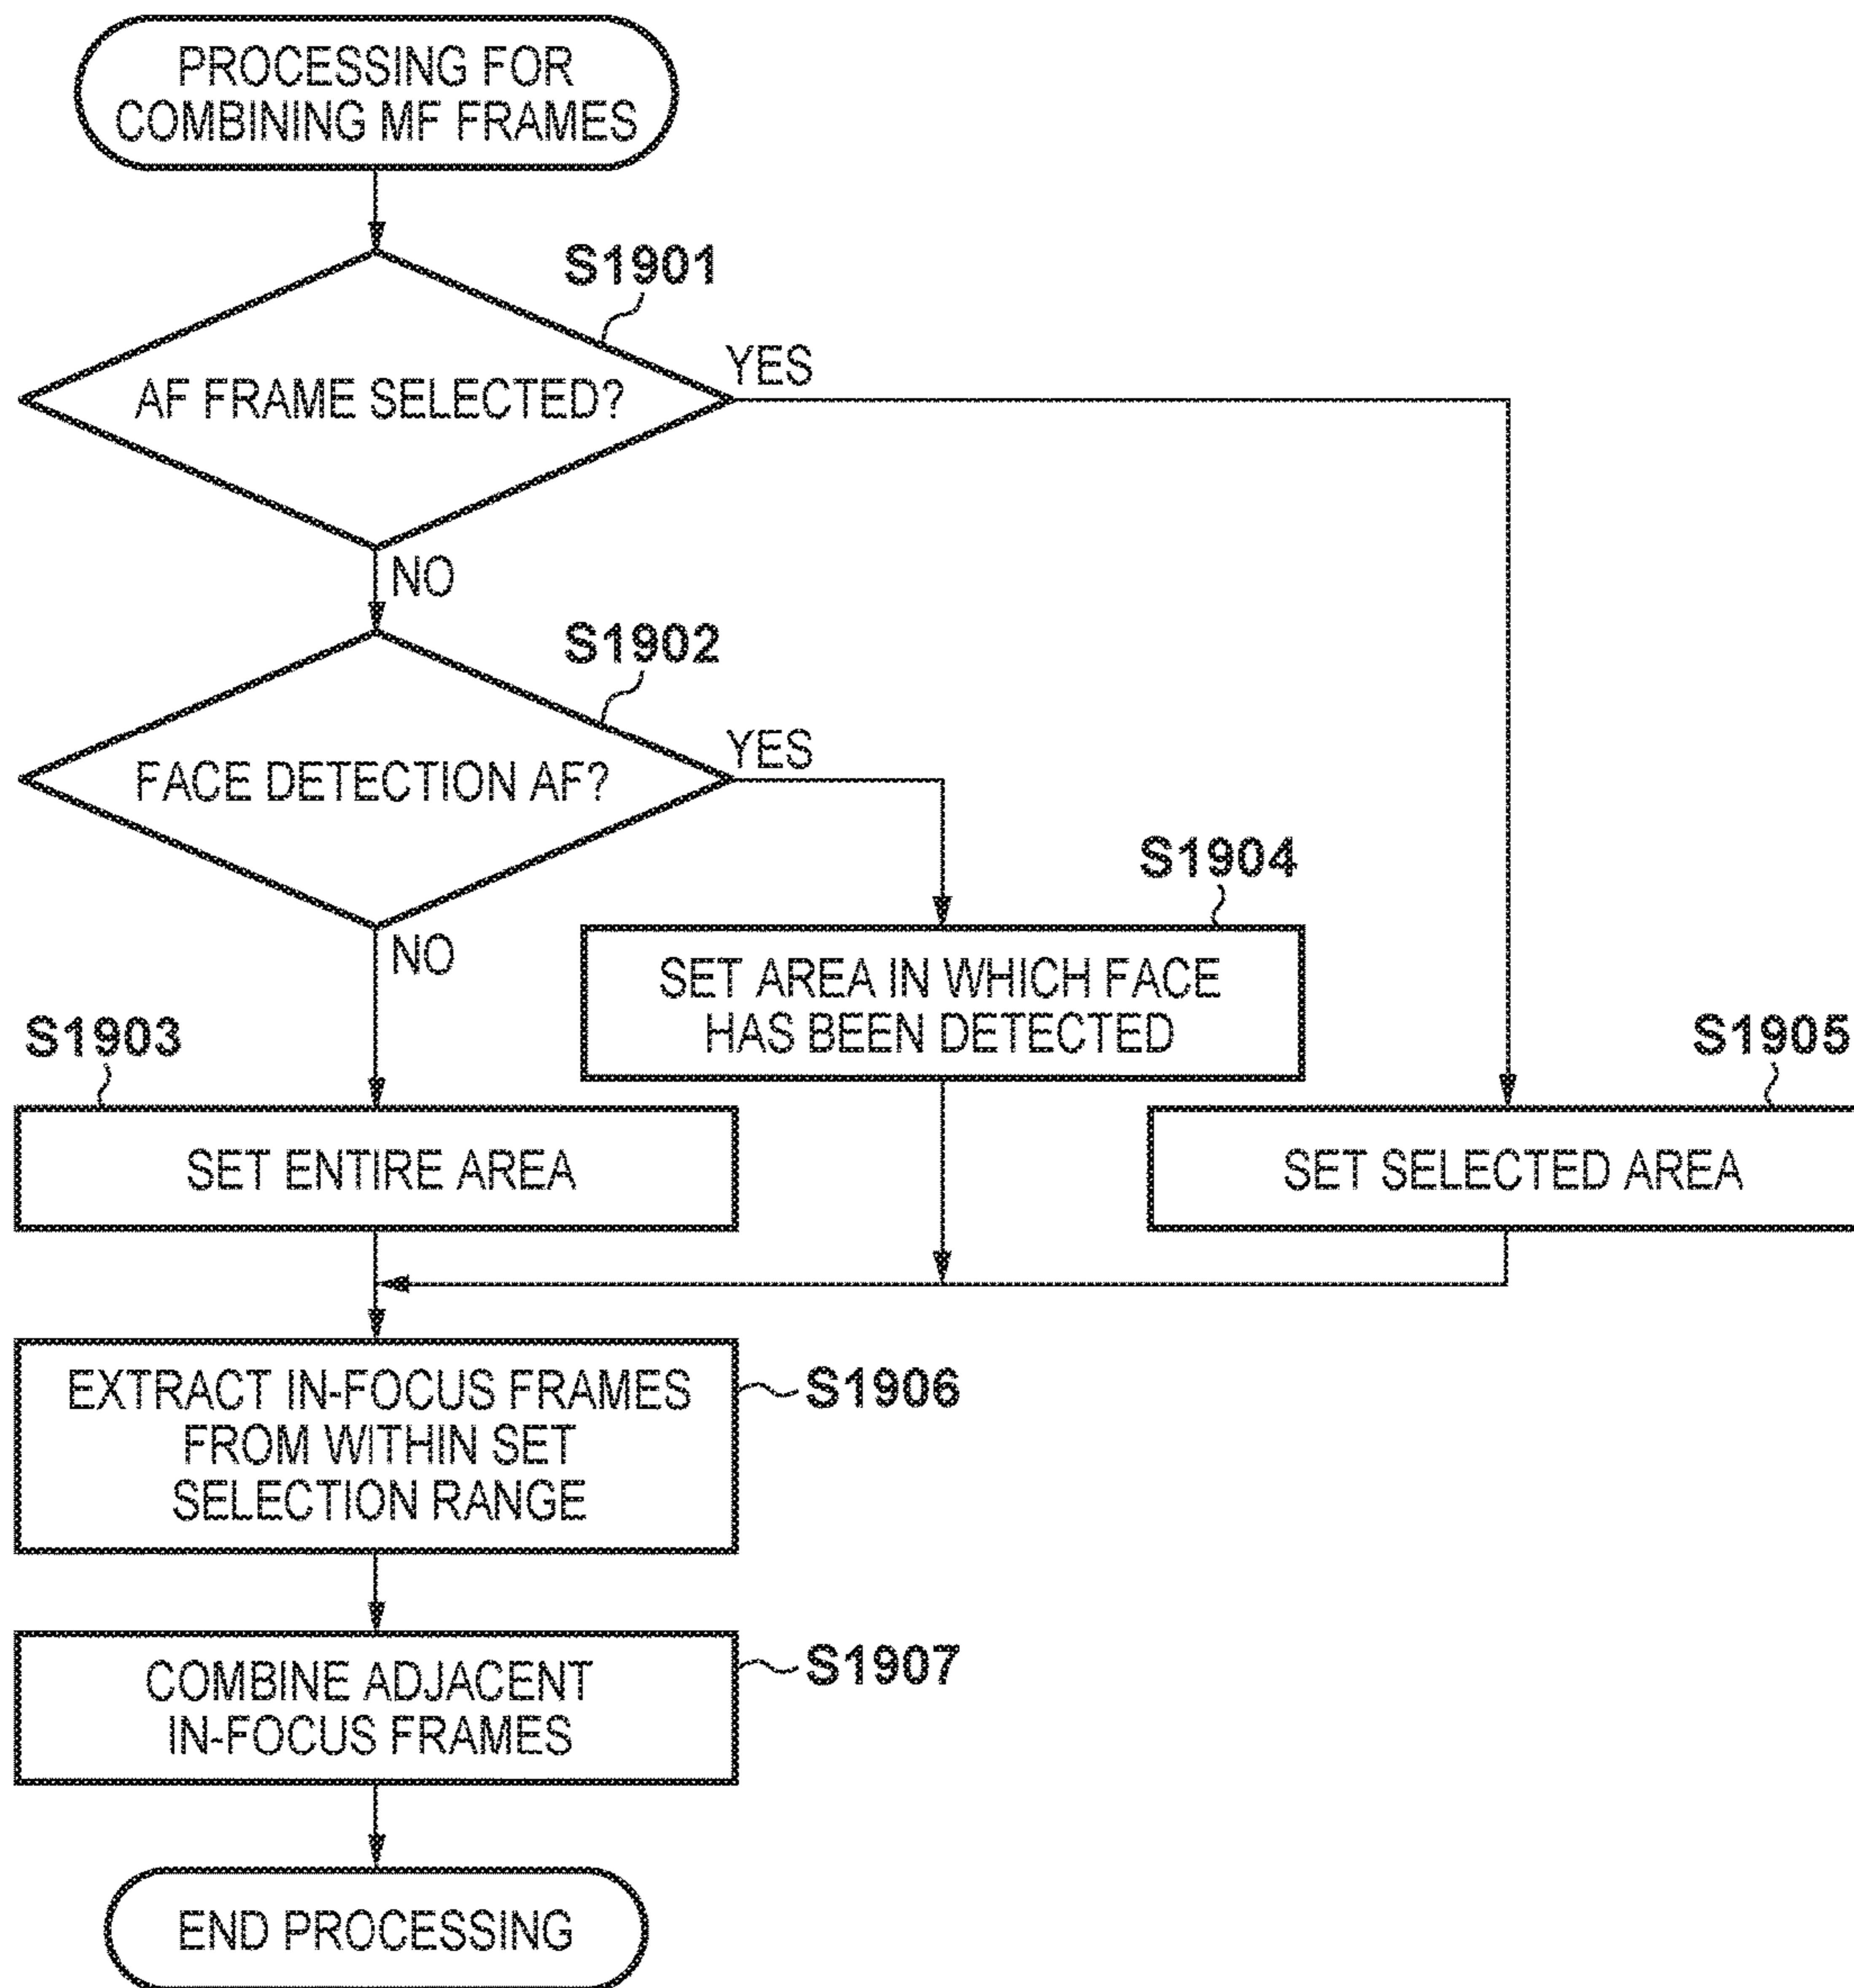 PROCESSING FOR
COMBINING MF FRAMES
S1901
AF FRAME SELECTED?
YES
NO
S1902
FACE DETECTION AF?
YES
NO
S1904
SET AREA IN WHICH FACE
HAS BEEN DETECTED
S1903
SET ENTIRE AREA
S1905
SET SELECTED AREA
EXTRACT IN-FOCUS FRAMES
FROM WITHIN SET
SELECTION RANGE
S1906
COMBINE ADJACENT
IN-FOCUS FRAMES
S1907
END PROCESSING